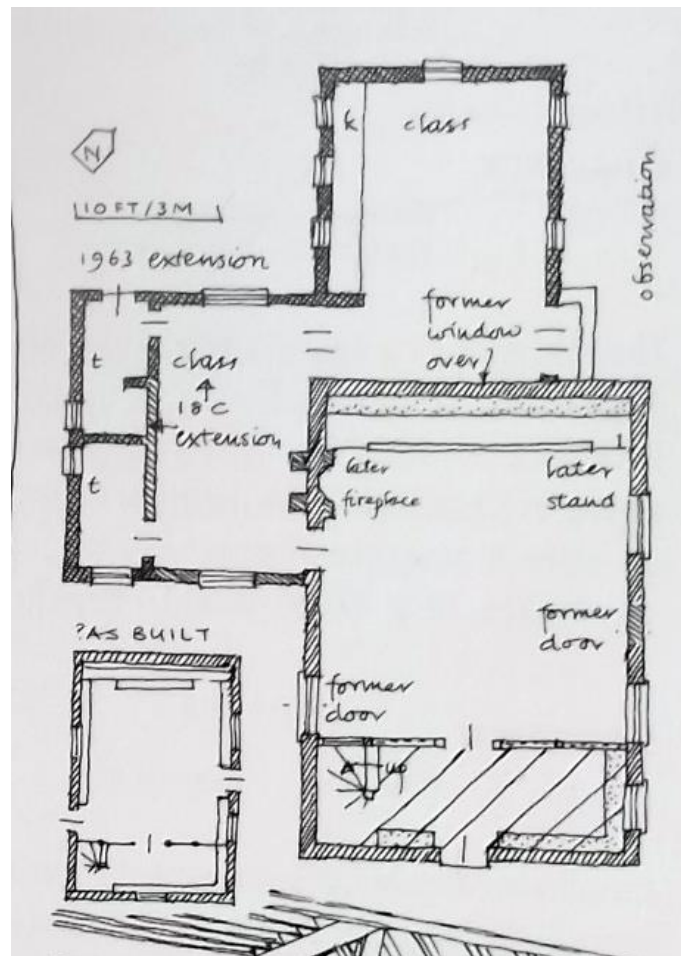 k class
N
10 FT/3 M
1963 extension
observation
former
window
over
t class
18 C
extension
t
later
fireplace
later
stand
former
door
?AS BUILT
former
door
up